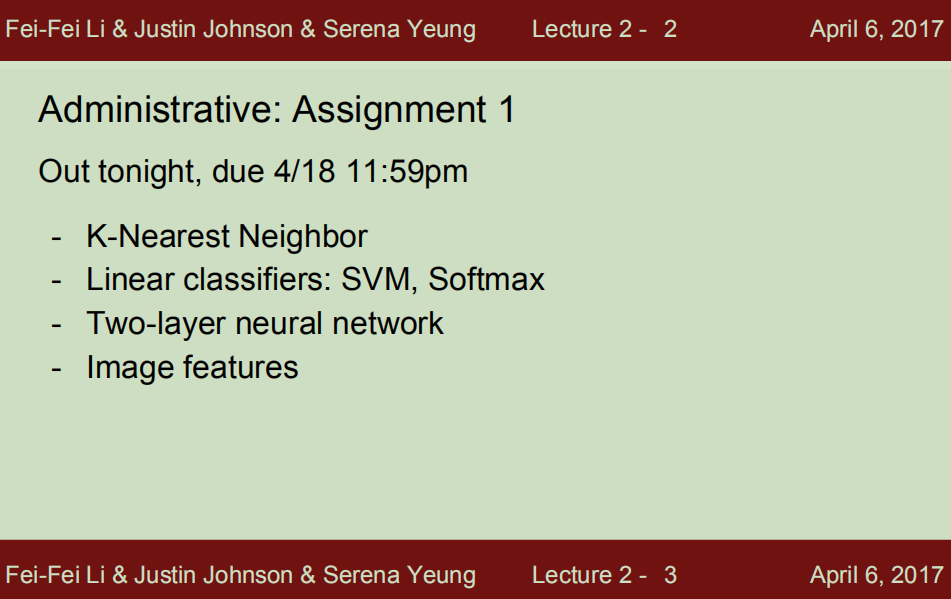 Fei-Fei Li & Justin Johnson & Serena Yeung Lecture 2 - 2 April 6, 2017
Administrative: Assignment 1
Out tonight, due 4/18 11:59pm
- K-Nearest Neighbor
- Linear classifiers: SVM, Softmax
- Two-layer neural network
- Image features
Fei-Fei Li & Justin Johnson & Serena Yeung Lecture 2 - 3 April 6, 2017